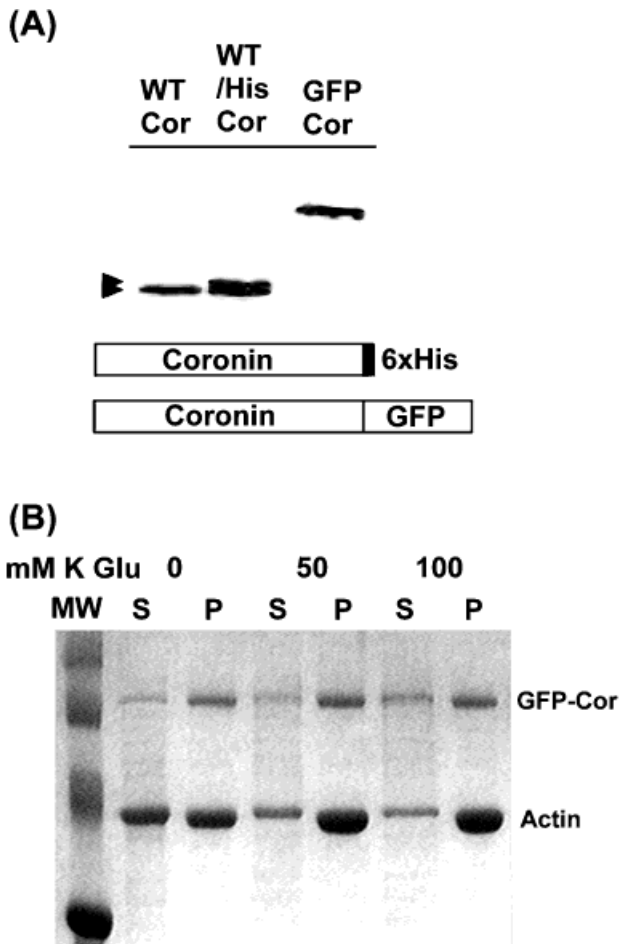 (A)
WT Cor
WT /His Cor
GFP Cor
Coronin 6xHis
Coronin GFP
(B)
mM K Glu 0 50 100
MW S P S P S P
GFP-Cor
Actin